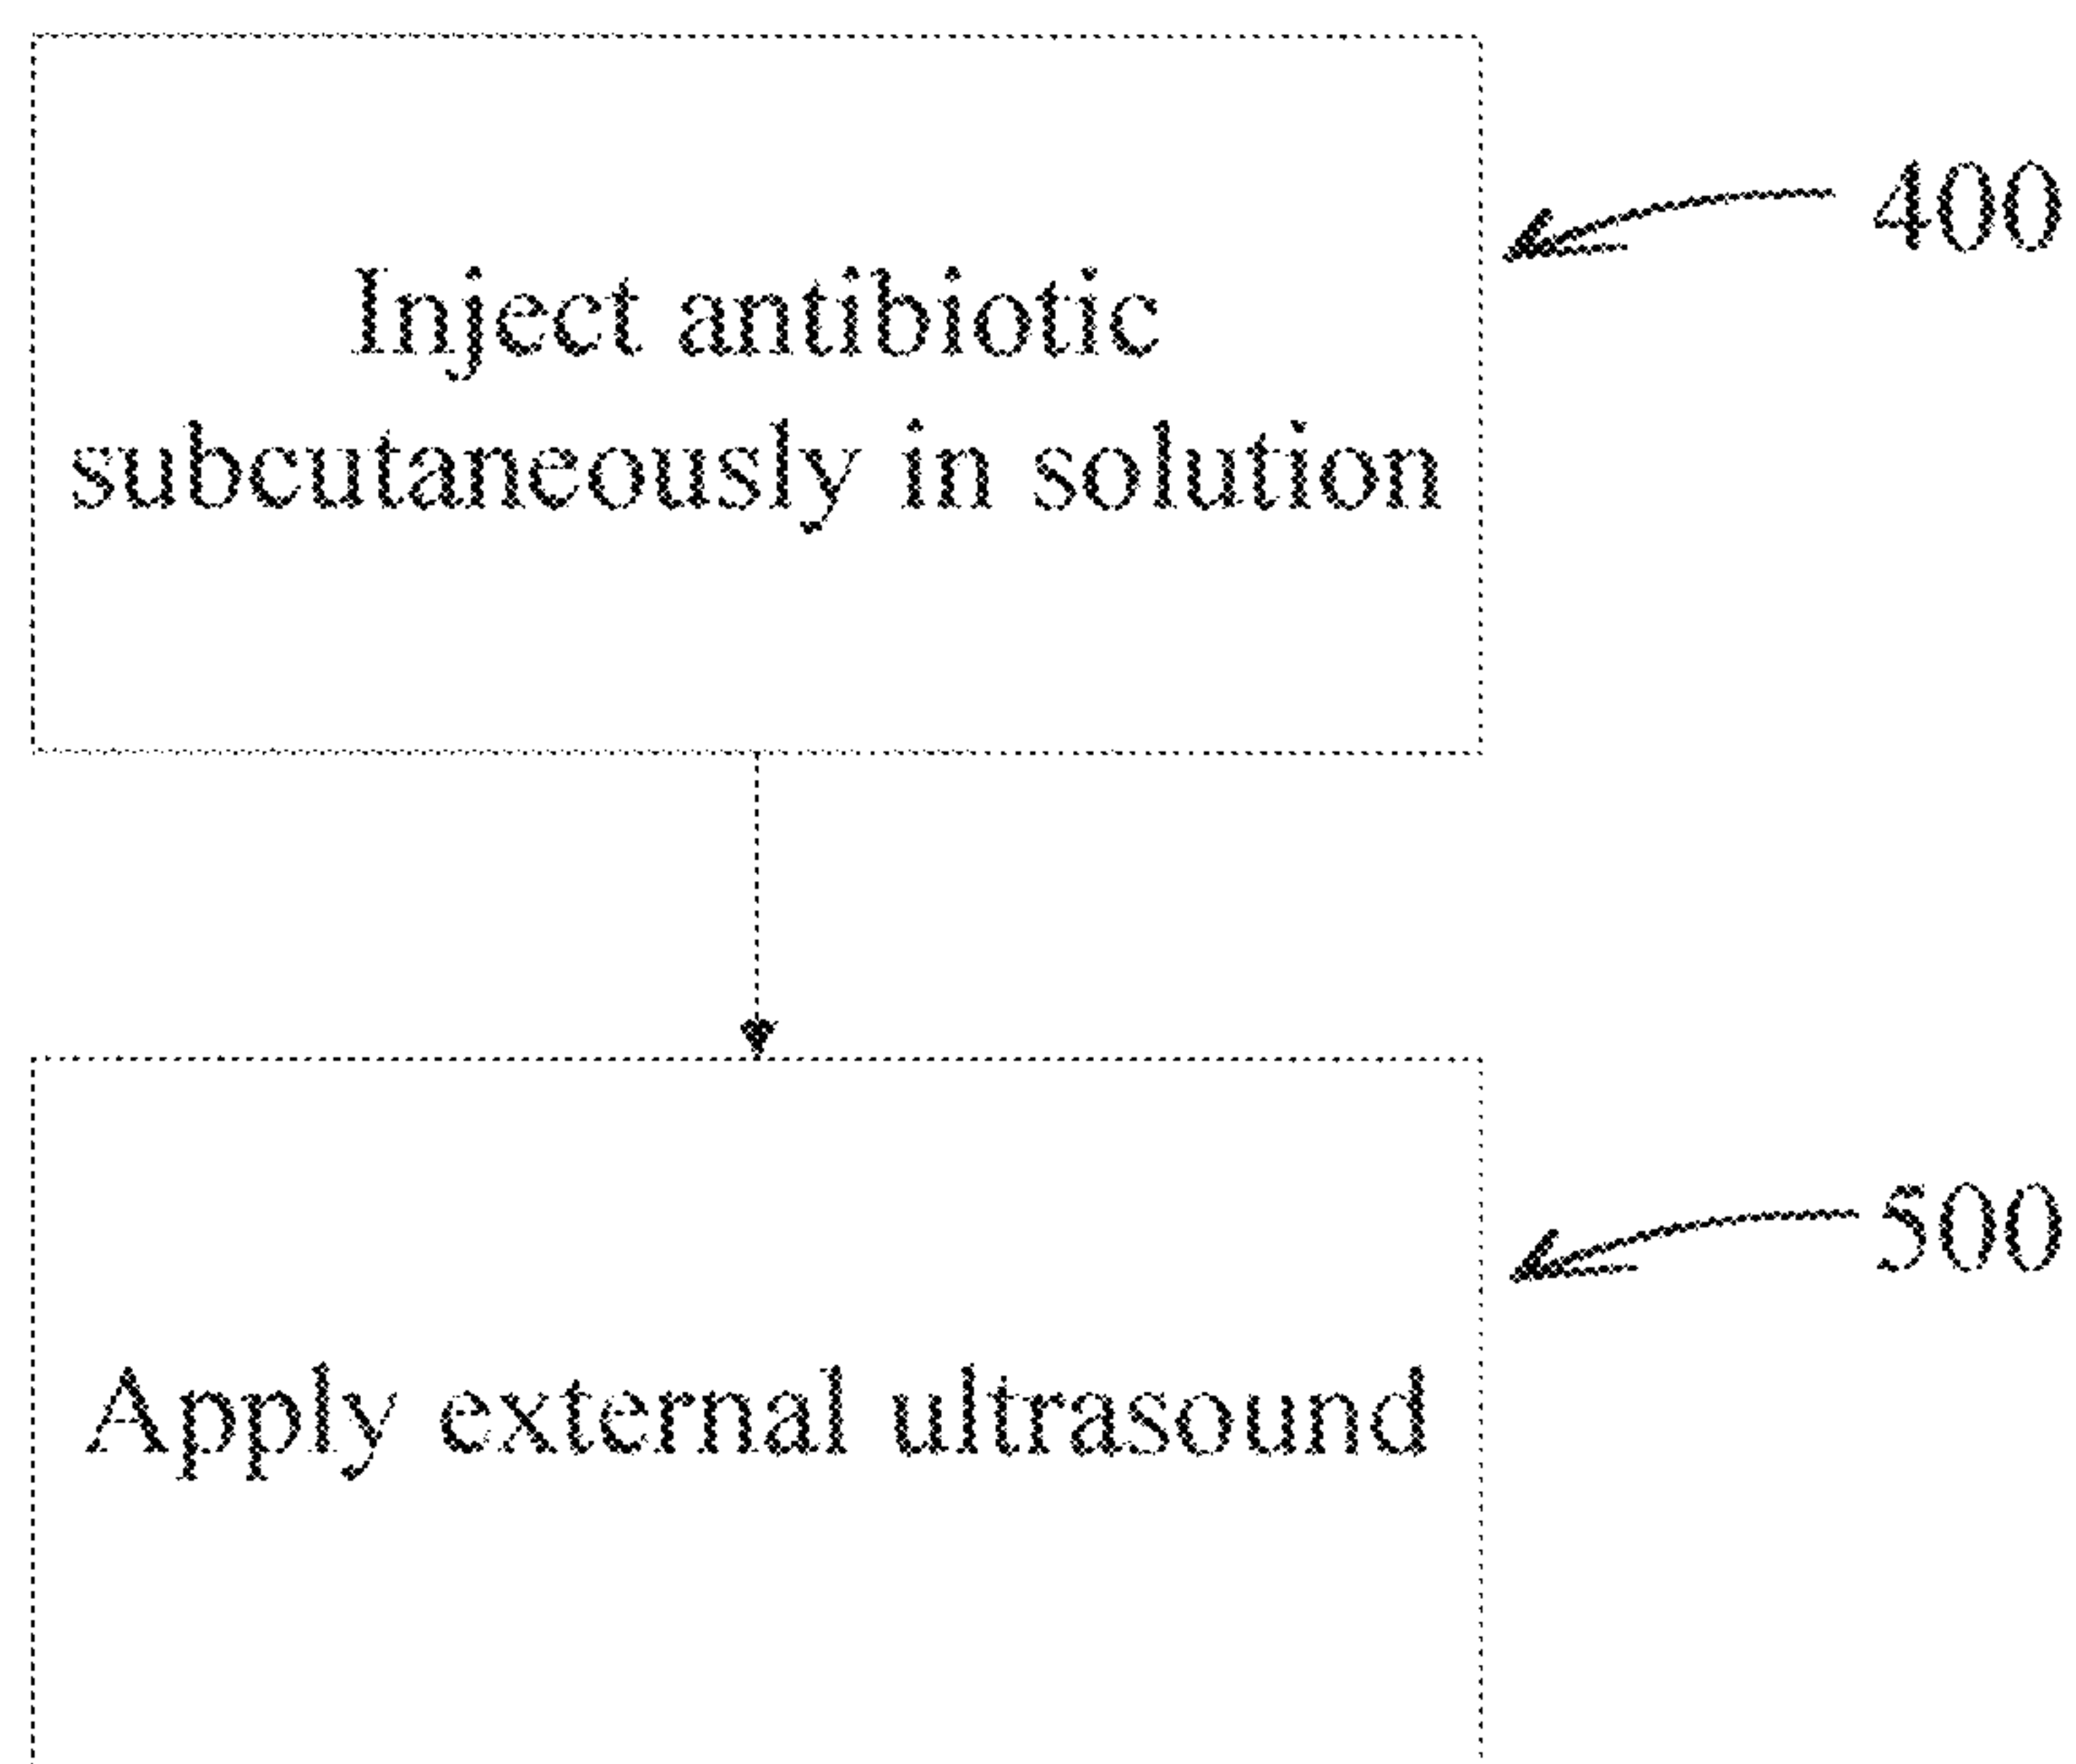 400
Inject antibiotic
subcutaneously in solution
500
Apply external ultrasound